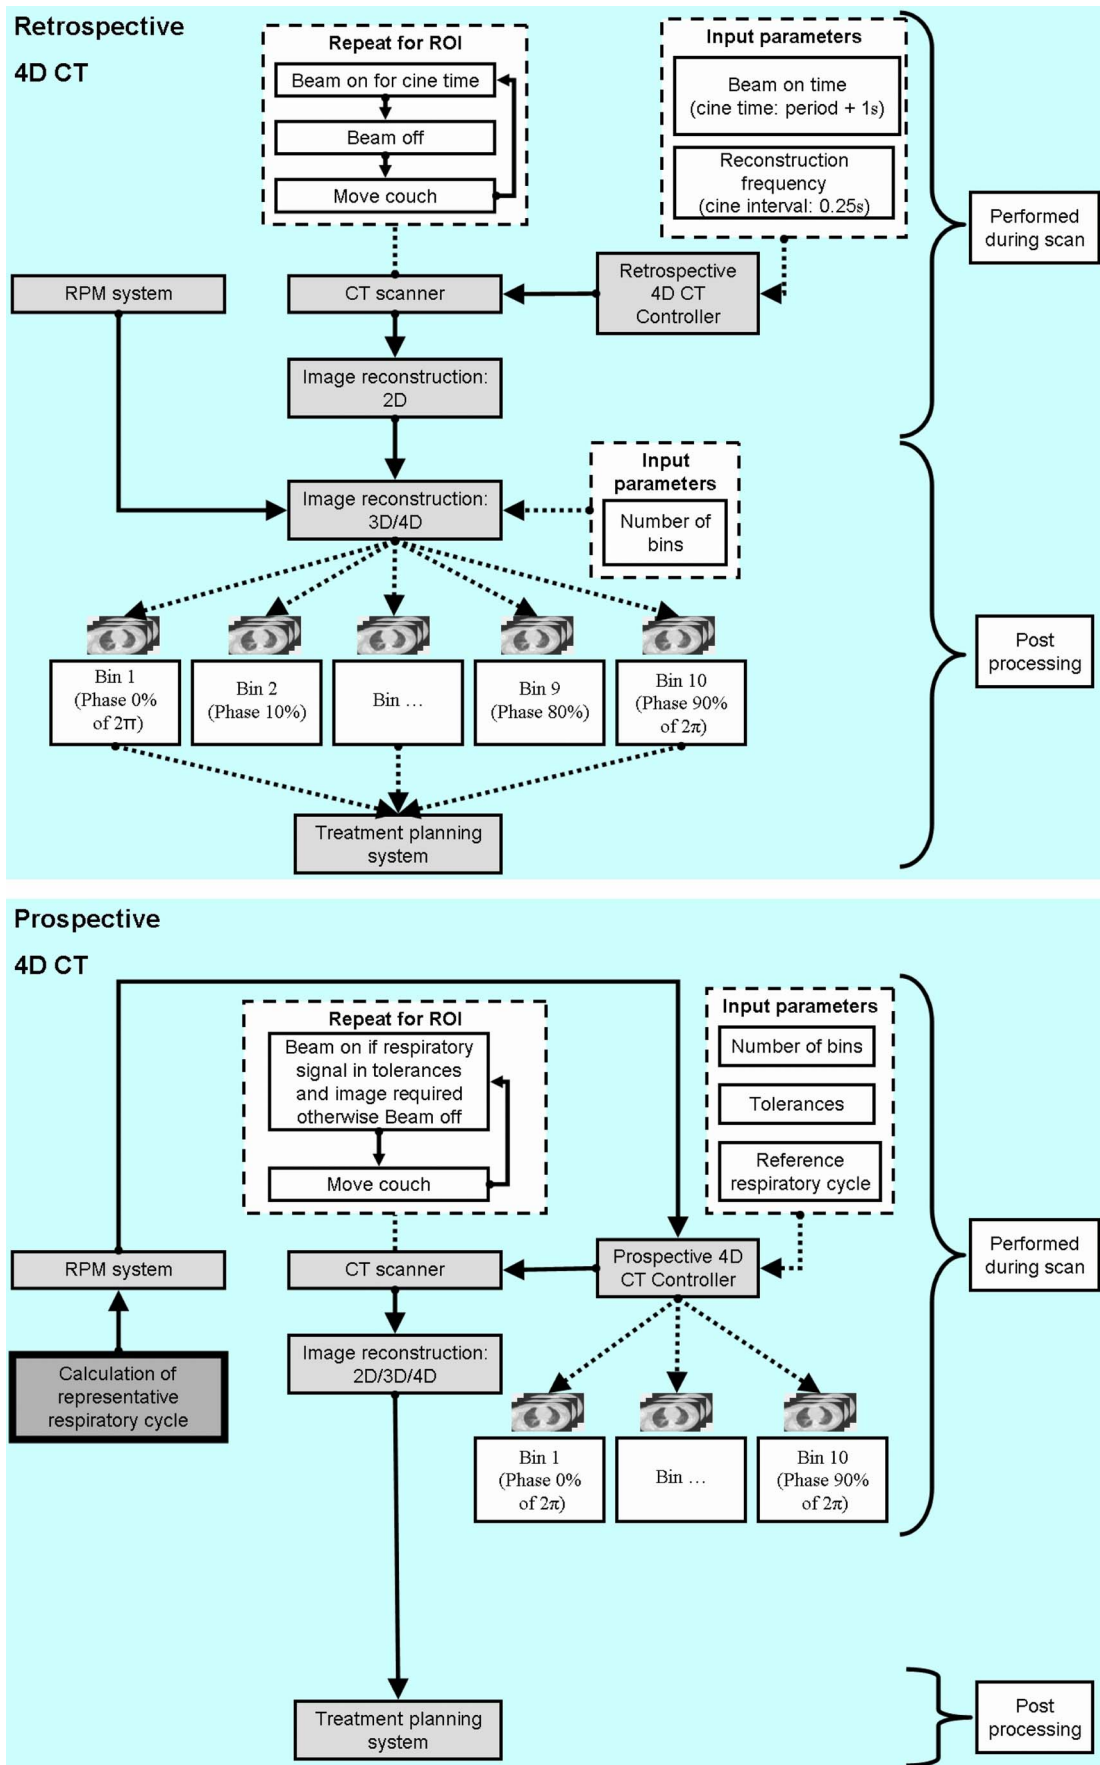 Retrospective
4D CT
Repeat for ROI
Beam on for cine time
Beam off
Move couch
Input parameters
Beam on time
(cine time: period + 1s)
Reconstruction
frequency
(cine interval: 0.25s)
Performed
during scan
RPM system
CT scanner
Retrospective
4D CT
Controller
Image reconstruction:
2D
Image reconstruction:
3D/4D
Input
parameters
Number of
bins
Bin 1
(Phase 0%
of 2π)
Bin 2
(Phase 10%)
Bin …
Bin 9
(Phase 80%)
Bin 10
(Phase 90%
of 2π)
Post
processing
Treatment planning
system
Prospective
4D CT
Repeat for ROI
Beam on if respiratory
signal in tolerances
and image required
otherwise Beam off
Move couch
Input parameters
Number of bins
Tolerances
Reference
respiratory cycle
Performed
during scan
RPM system
CT scanner
Prospective 4D
CT Controller
Calculation of
representative
respiratory cycle
Image reconstruction:
2D/3D/4D
Bin 1
(Phase 0%
of 2π)
Bin …
Bin 10
(Phase 90%
of 2π)
Treatment planning
system
Post
processing